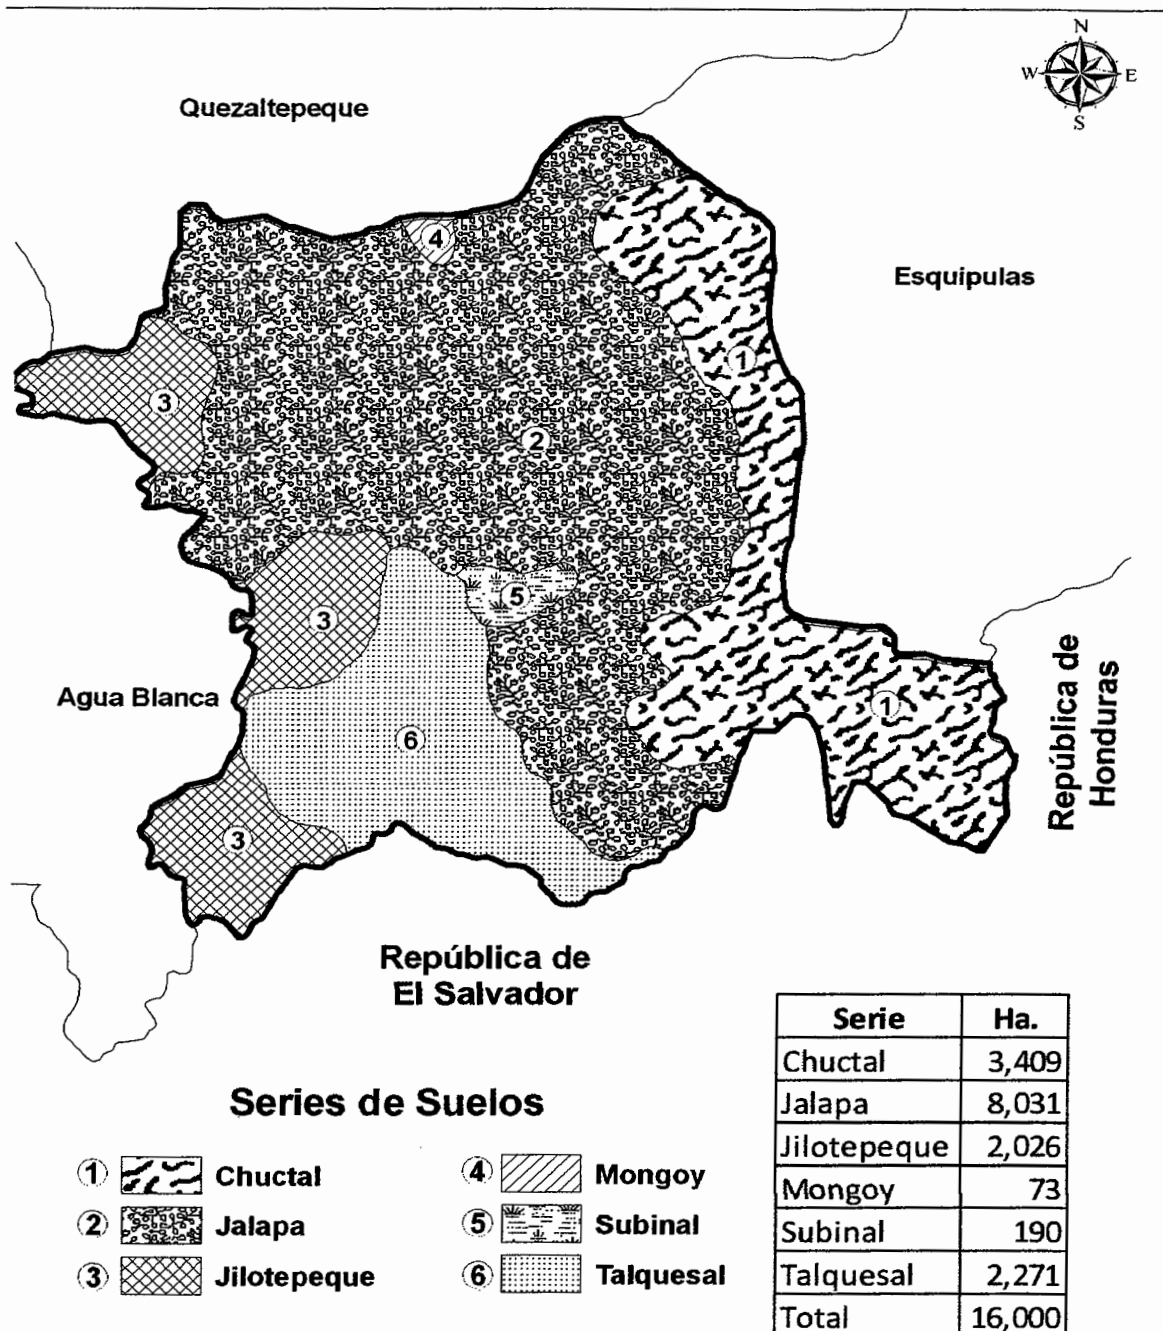 N
W E
S
Quezaltepeque
4
Esquipulas
1
3
2
5
3
República de
Honduras
Agua Blanca
1
6
3
República de
El Salvador
Serie Ha.
Chuctal 3,409
Jalapa 8,031
Jilotepeque 2,026
Mongoy 73
Subinal 190
Talquesal 2,271
Total 16,000
Series de Suelos
1 Chuctal
2 Jalapa
3 Jilotepeque
4 Mongoy
5 Subinal
6 Talquesal